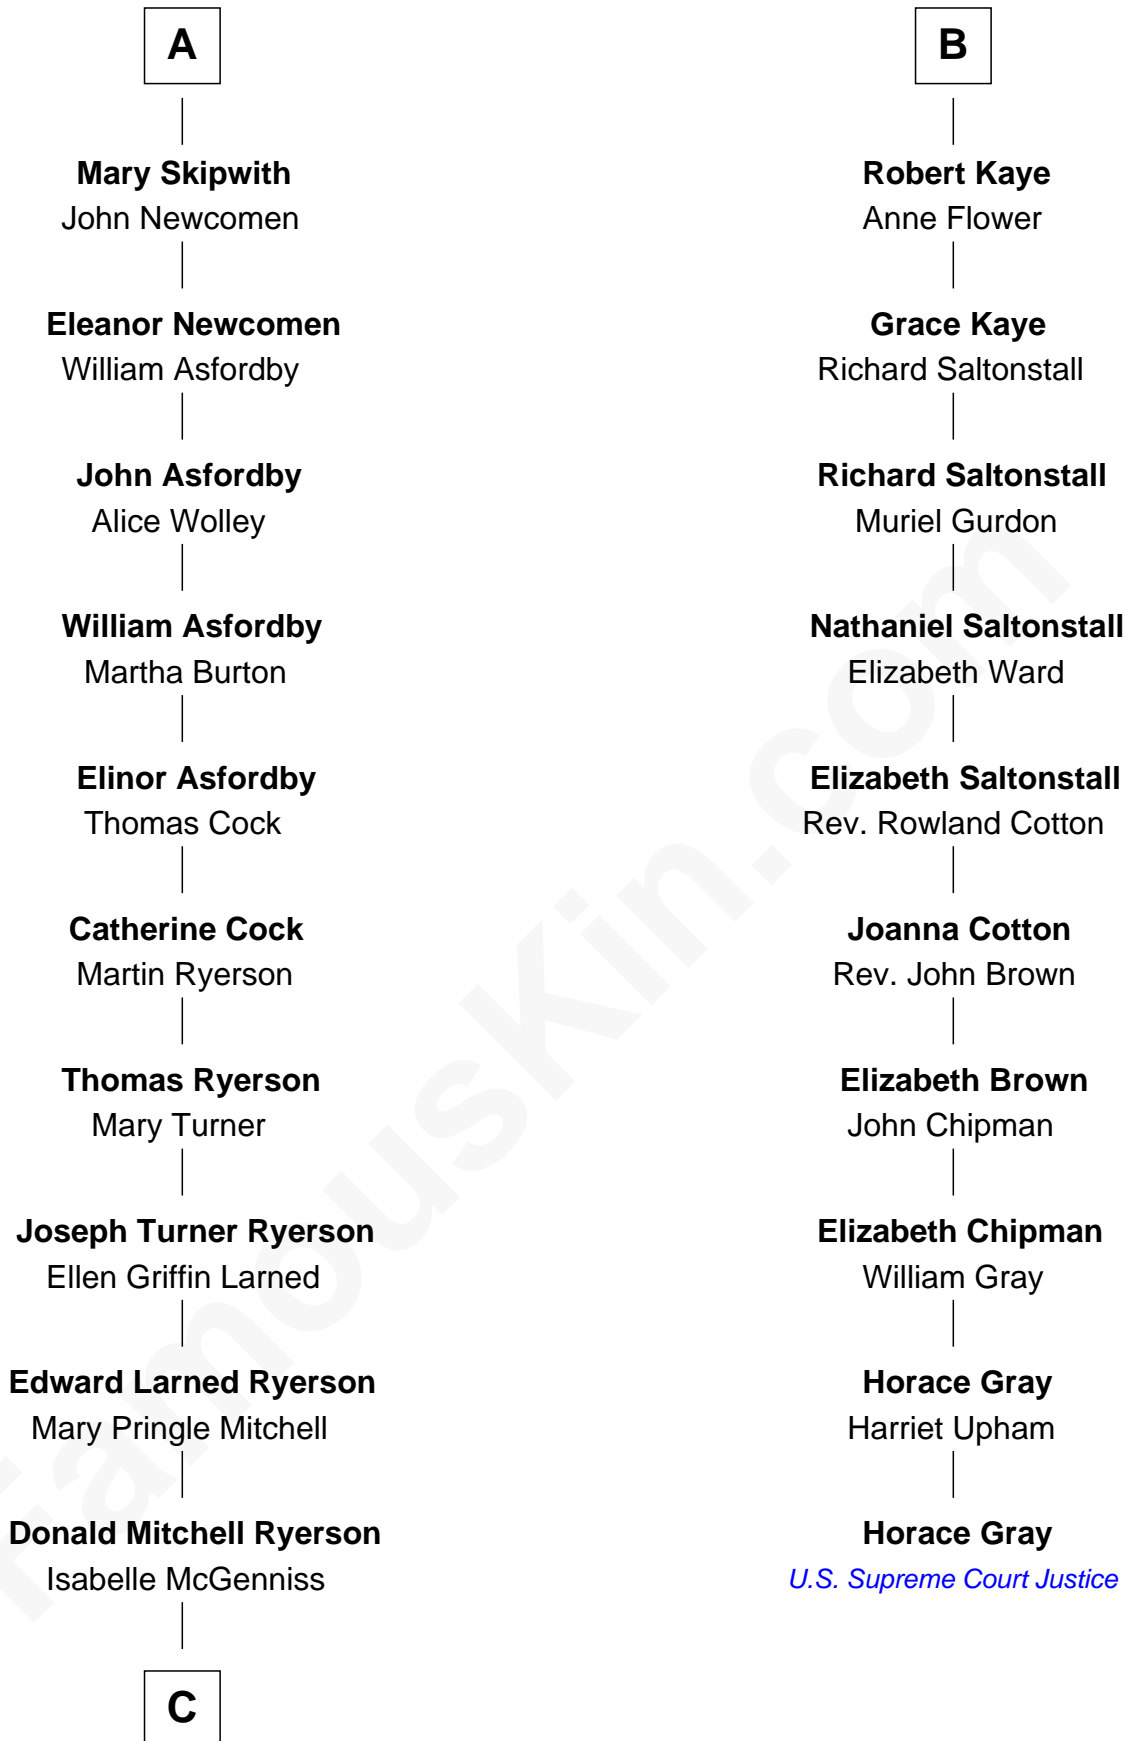 A
Mary Skipwith
John Newcomen
Eleanor Newcomen
William Asfordby
John Asfordby
Alice Wolley
William Asfordby
Martha Burton
Elinor Asfordby
Thomas Cock
Catherine Cock
Martin Ryerson
Thomas Ryerson
Mary Turner
Joseph Turner Ryerson
Ellen Griffin Larned
Edward Larned Ryerson
Mary Pringle Mitchell
Donald Mitchell Ryerson
Isabelle McGenniss
C
B
Robert Kaye
Anne Flower
Grace Kaye
Richard Saltonstall
Richard Saltonstall
Muriel Gurdon
Nathaniel Saltonstall
Elizabeth Ward
Elizabeth Saltonstall
Rev. Rowland Cotton
Joanna Cotton
Rev. John Brown
Elizabeth Brown
John Chipman
Elizabeth Chipman
William Gray
Horace Gray
Harriet Upham
Horace Gray
U.S. Supreme Court Justice
FamousKin.com